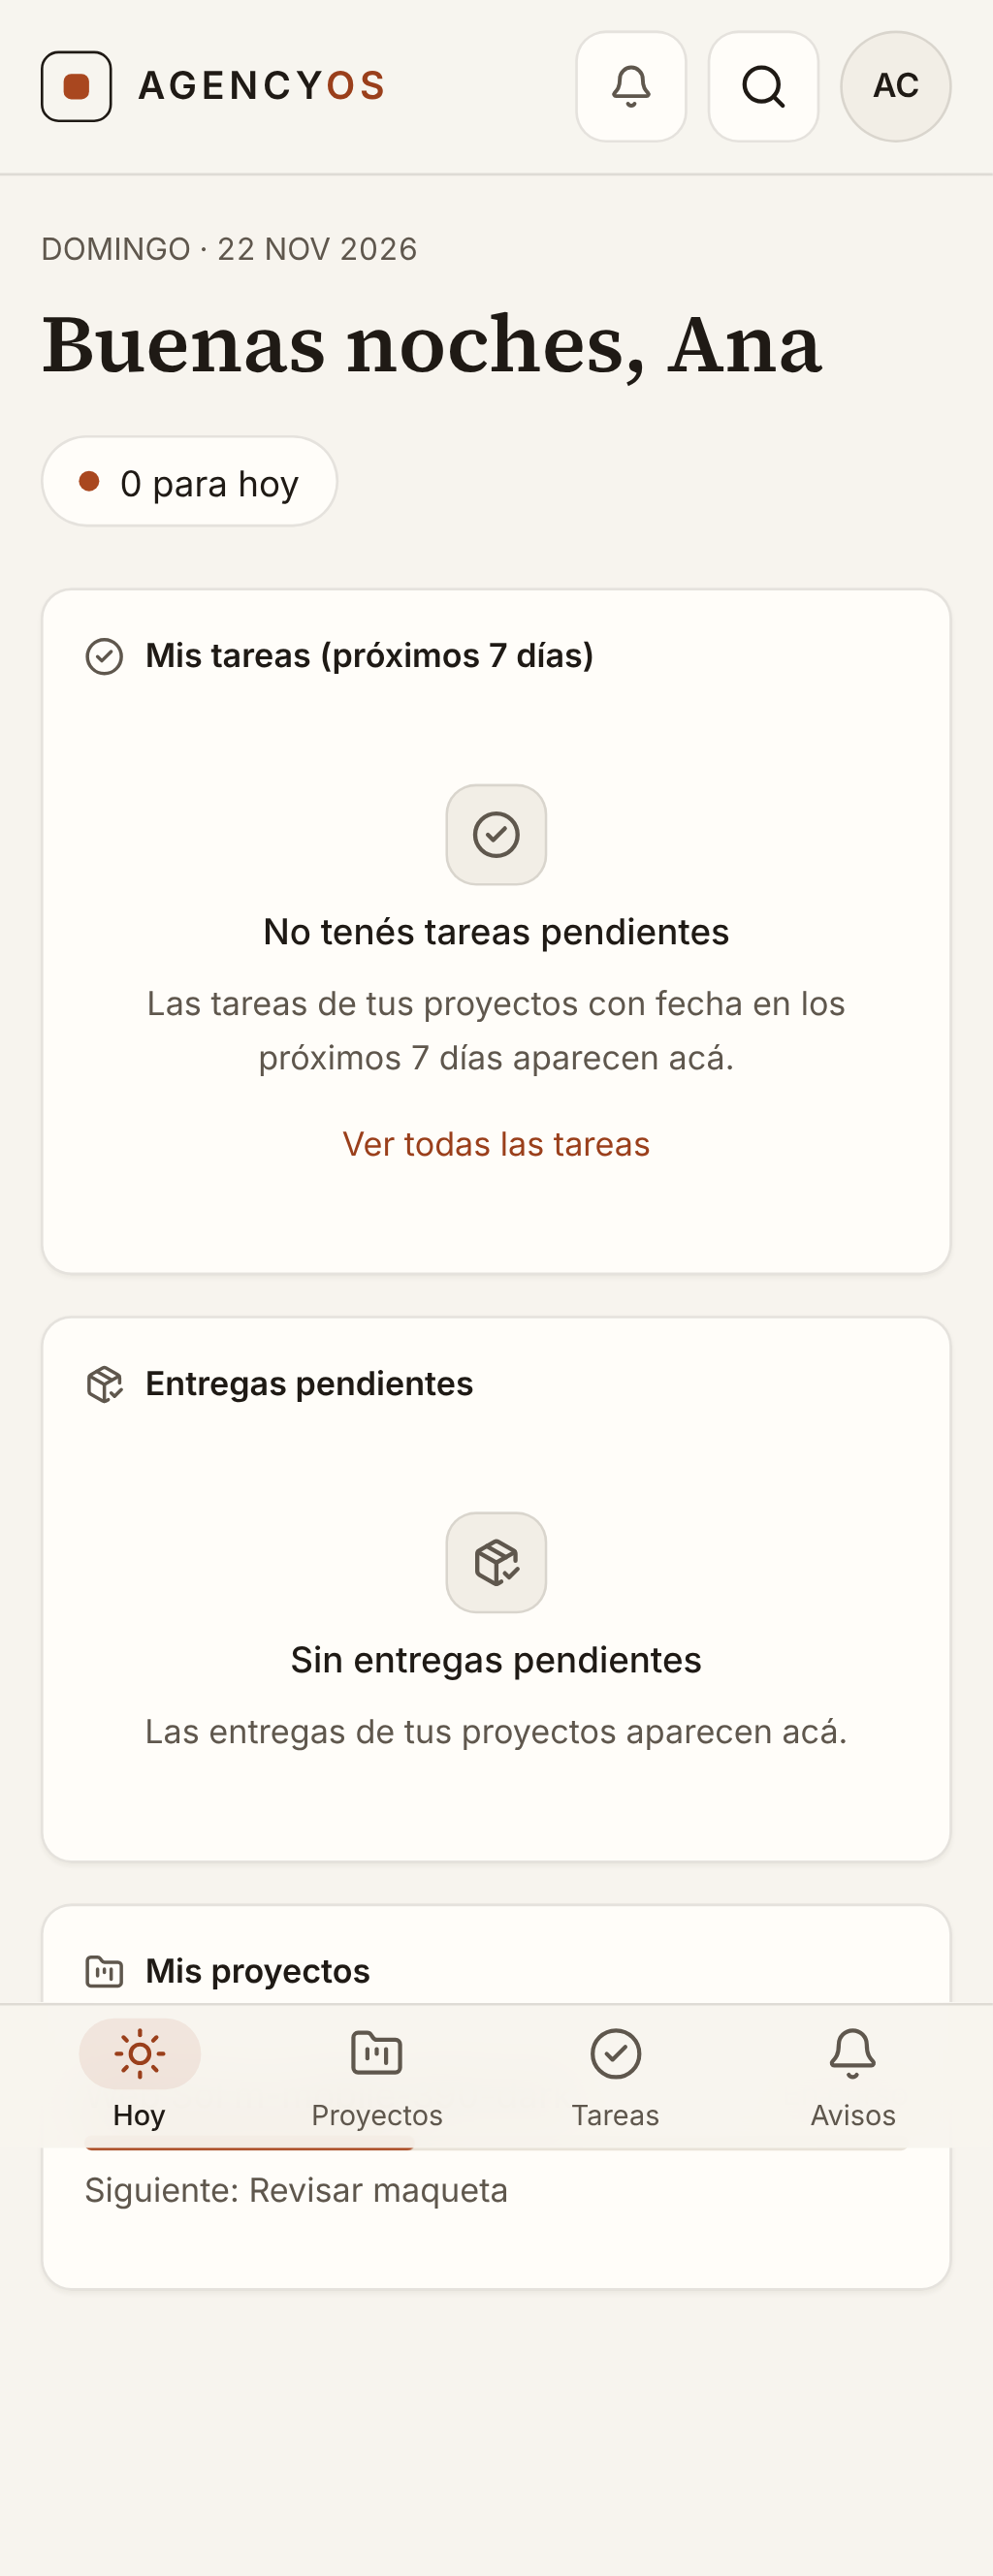 AGENCYOS
AC
DOMINGO · 22 NOV 2026
Buenas noches, Ana
0 para hoy
Mis tareas (próximos 7 días)
No tenés tareas pendientes
Las tareas de tus proyectos con fecha en los
próximos 7 días aparecen acá.
Ver todas las tareas
Entregas pendientes
Sin entregas pendientes
Las entregas de tus proyectos aparecen acá.
Mis proyectos
Hoy
Proyectos
Tareas
Avisos
Siguiente: Revisar maqueta